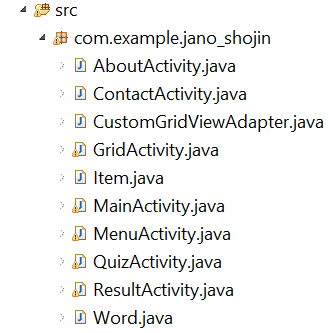 src
com.example.jano_shojin
AboutActivity.java
ContactActivity.java
CustomGridViewAdapter.java
GridActivity.java
Item.java
MainActivity.java
MenuActivity.java
QuizActivity.java
ResultActivity.java
Word.java